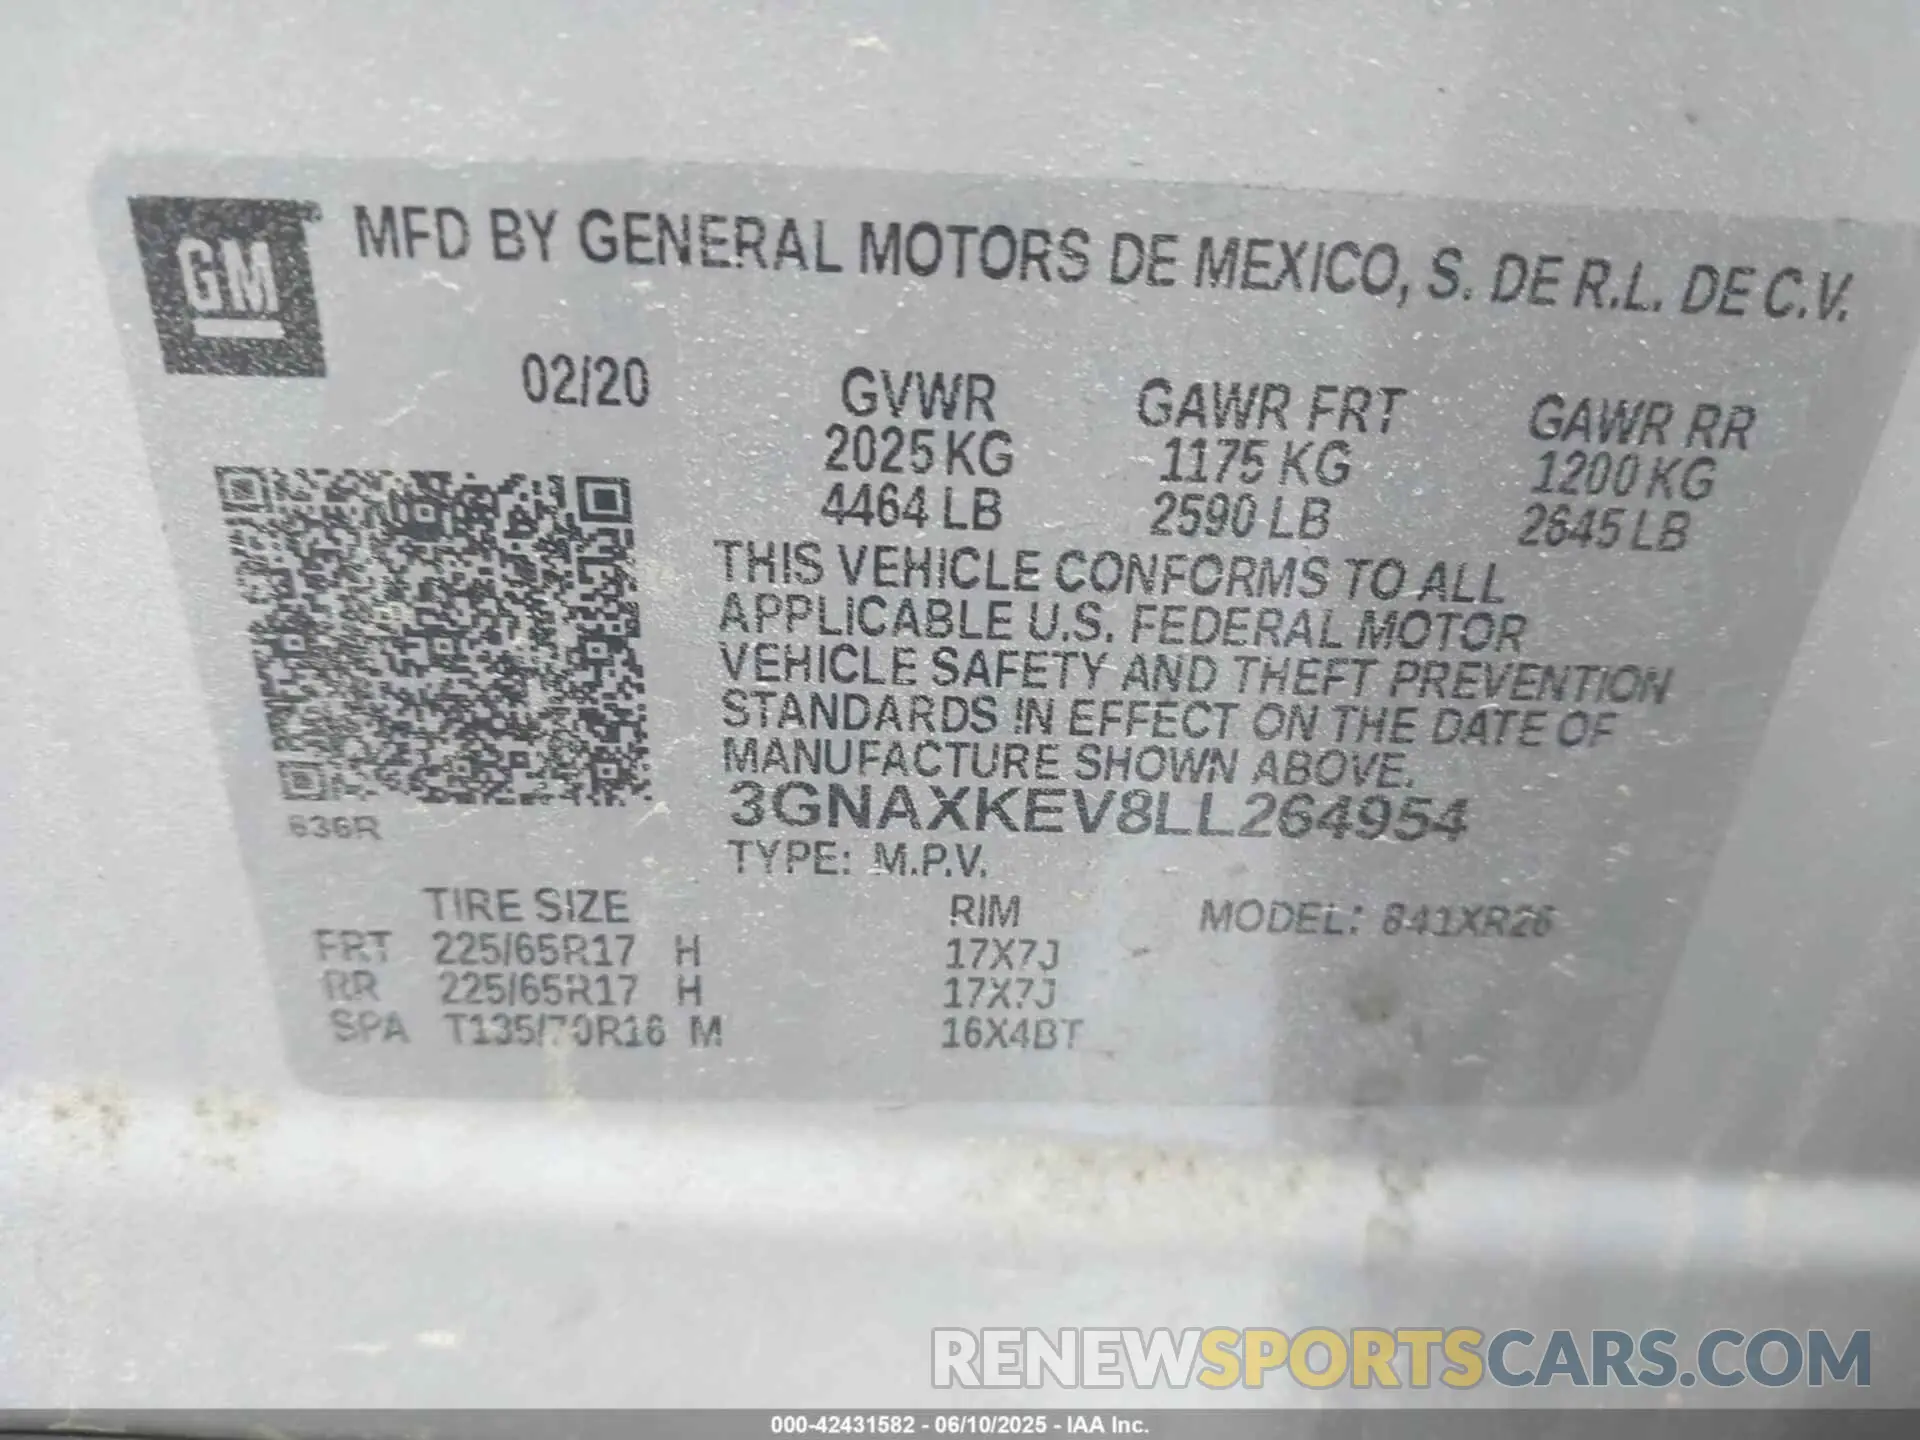 GM MFD BY GENERAL MOTORS DE MEXICO, S. DE R.L. DE C.V.
02/20 GVWR GAWR FRT GAWR RR
2025 KG 1175 KG 1200 KG
4464 LB 2590 LB 2645 LB
THIS VEHICLE CONFORMS TO ALL
APPLICABLE U.S. FEDERAL MOTOR
VEHICLE SAFETY AND THEFT PREVENTION
STANDARDS IN EFFECT ON THE DATE OF
MANUFACTURE SHOWN ABOVE.
3GNAXKEV8LL264954
636R
TYPE: M.P.V.
TIRE SIZE RIM MODEL: 841XR26
FRT 225/65R17 H 17X7J
RR 225/65R17 H 17X7J
SPA T135/70R16 M 16X4BT
RENEWSPORTSCARS.COM
000-42431582 - 06/10/2025 - IAA Inc.